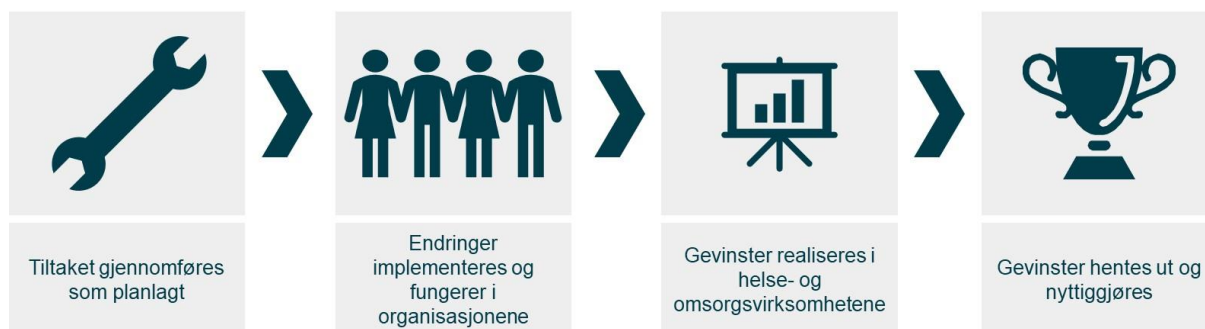 Tiltaket gjennomføres
som planlagt
Endringer
implementeres og
fungerer i
organisasjonene
Gevinster realiseres i
helse- og
omsorgsvirksomhetene
Gevinster hentes ut og
nyttiggjøres